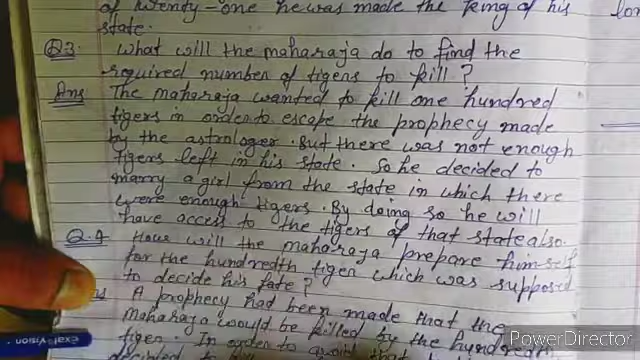 of twenty-one he was made the king of his
state.
Q3. What will the maharaja do to find the
required number of tigers to kill?
Ans The maharaja wanted to kill one hundred
tigers in order to escape the prophecy made
by the astrologer. But there was not enough
tigers left in his state. So he decided to
marry a girl from the state in which there
were enough tigers. By doing so he will
have access to the tigers of that state also.
Q.4 How will the maharaja prepare himself
for the hundredth tiger which was supposed
to decide his fate?
A prophecy had been made that the
maharaja would be killed by the hundredth
tiger. In order to avoid that
decided to
PowerDirector